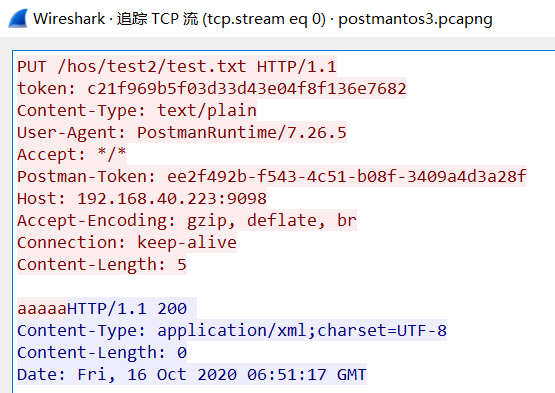 Wireshark · 追踪 TCP 流 (tcp.stream eq 0) · postmantos3.pcapng
PUT /hos/test2/test.txt HTTP/1.1
token: c21f969b5f03d33d43e04f8f136e7682
Content-Type: text/plain
User-Agent: PostmanRuntime/7.26.5
Accept: */*
Postman-Token: ee2f492b-f543-4c51-b08f-3409a4d3a28f
Host: 192.168.40.223:9098
Accept-Encoding: gzip, deflate, br
Connection: keep-alive
Content-Length: 5

aaaaaHTTP/1.1 200
Content-Type: application/xml;charset=UTF-8
Content-Length: 0
Date: Fri, 16 Oct 2020 06:51:17 GMT